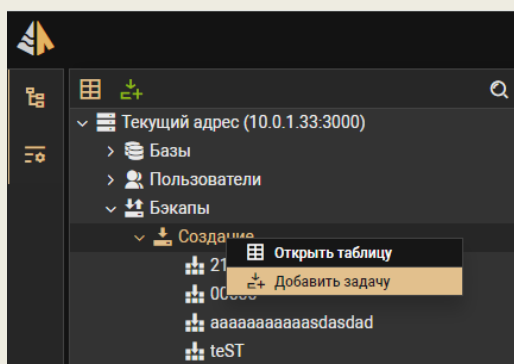 Текущий адрес (10.0.1.33:3000)
Базы
Пользователи
Бэкапы
Создание
Открыть таблицу
Добавить задачу
aaaaaaaaaaasdasdad
teST